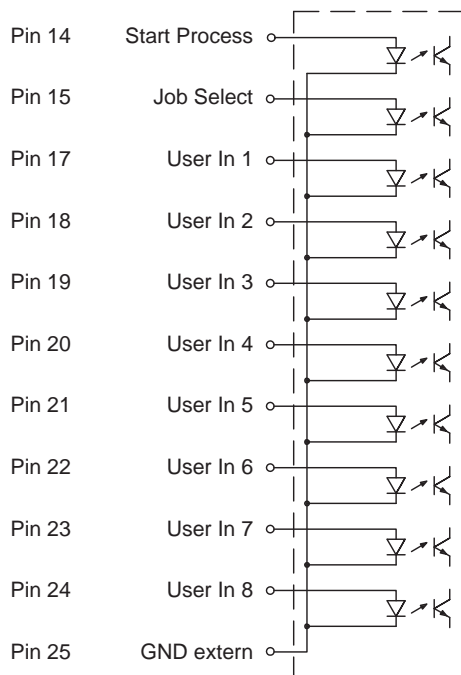 Pin 14 Start Process
Pin 15 Job Select
Pin 17 User In 1
Pin 18 User In 2
Pin 19 User In 3
Pin 20 User In 4
Pin 21 User In 5
Pin 22 User In 6
Pin 23 User In 7
Pin 24 User In 8
Pin 25 GND extern